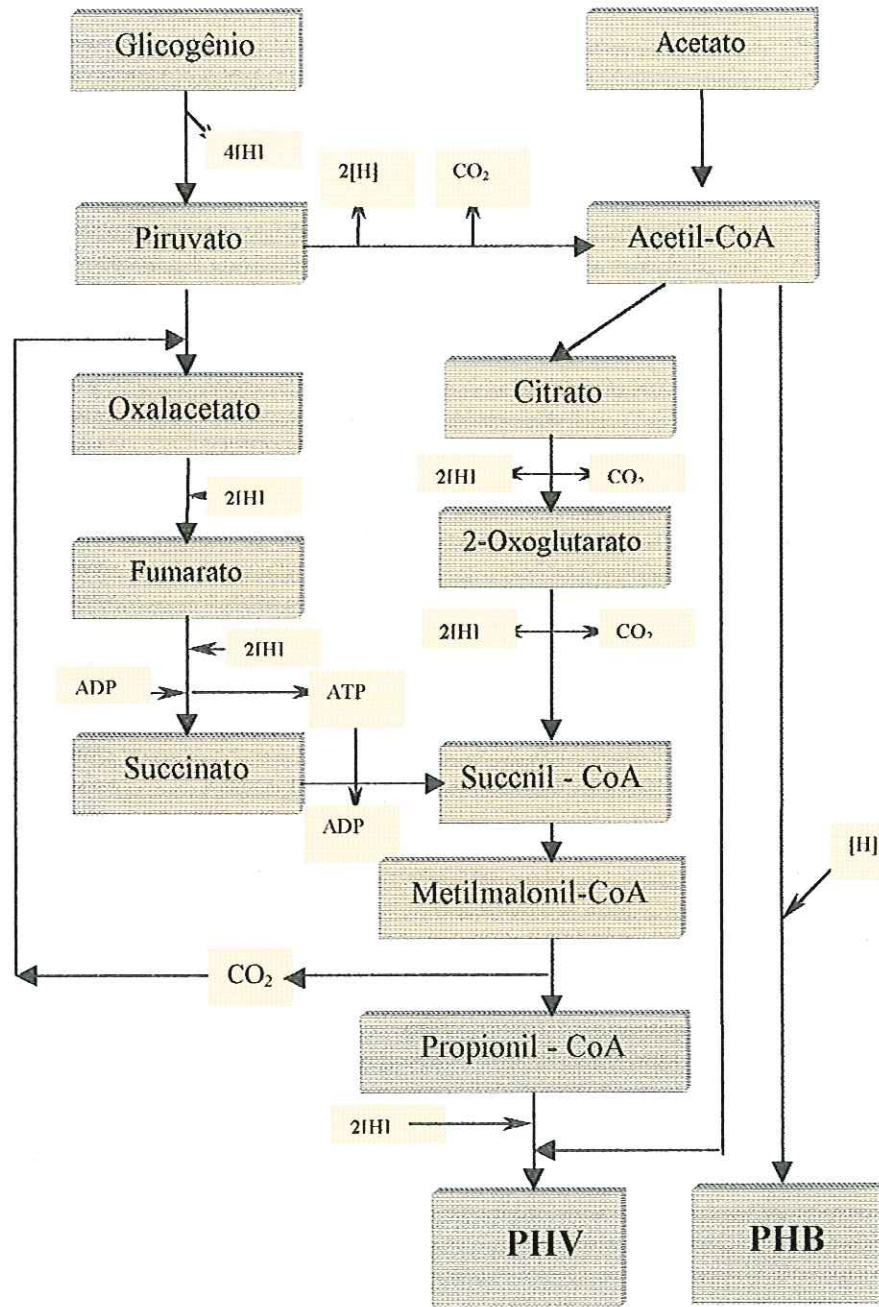 Glicogênio
Acetato
4[H]
2[H]
CO₂
Piruvato
Acetil-CoA
Oxalacetato
Citrato
2[H]
2[H]
CO₂
Fumarato
2-Oxoglutarato
2[H]
2[H]
CO₂
ADP
ATP
Succinato
Succnil - CoA
ADP
[H]
Metilmalonil-CoA
CO₂
Propionil - CoA
2[H]
PHV
PHB